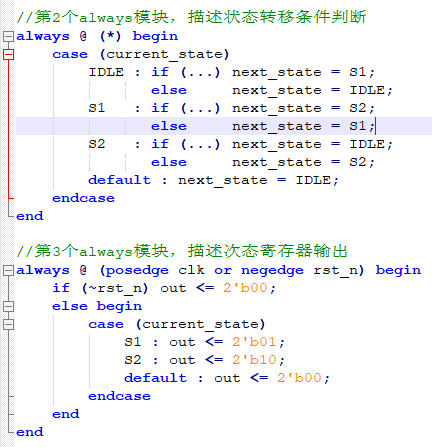 //第2个always模块，描述状态转移条件判断
always @ (*) begin
    case (current_state)
        IDLE : if (...) next_state = S1;
               else     next_state = IDLE;
        S1   : if (...) next_state = S2;
               else     next_state = S1;
        S2   : if (...) next_state = IDLE;
               else     next_state = S2;
        default : next_state = IDLE;
    endcase
end

//第3个always模块，描述次态寄存器输出
always @ (posedge clk or negedge rst_n) begin
    if (~rst_n) out <= 2'b00;
    else begin
        case (current_state)
            S1 : out <= 2'b01;
            S2 : out <= 2'b10;
            default : out <= 2'b00;
        endcase
    end
end